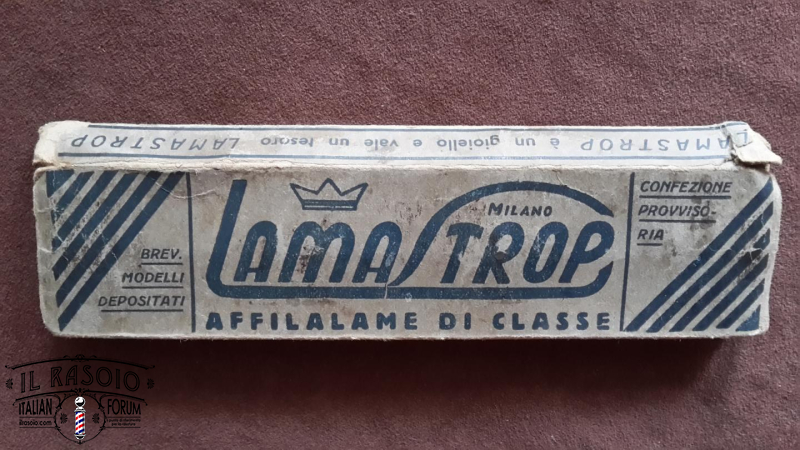 LAMASTROP è un gioiello e vale un tesoro LAMASTROP
BREV.
MODELLI
DEPOSITATI
LAMASTROP
MILANO
AFFILALAME DI CLASSE
CONFEZIONE
PROVVISO-
RIA
IL RASOIO
ITALIAN FORUM
ilrasoio.com